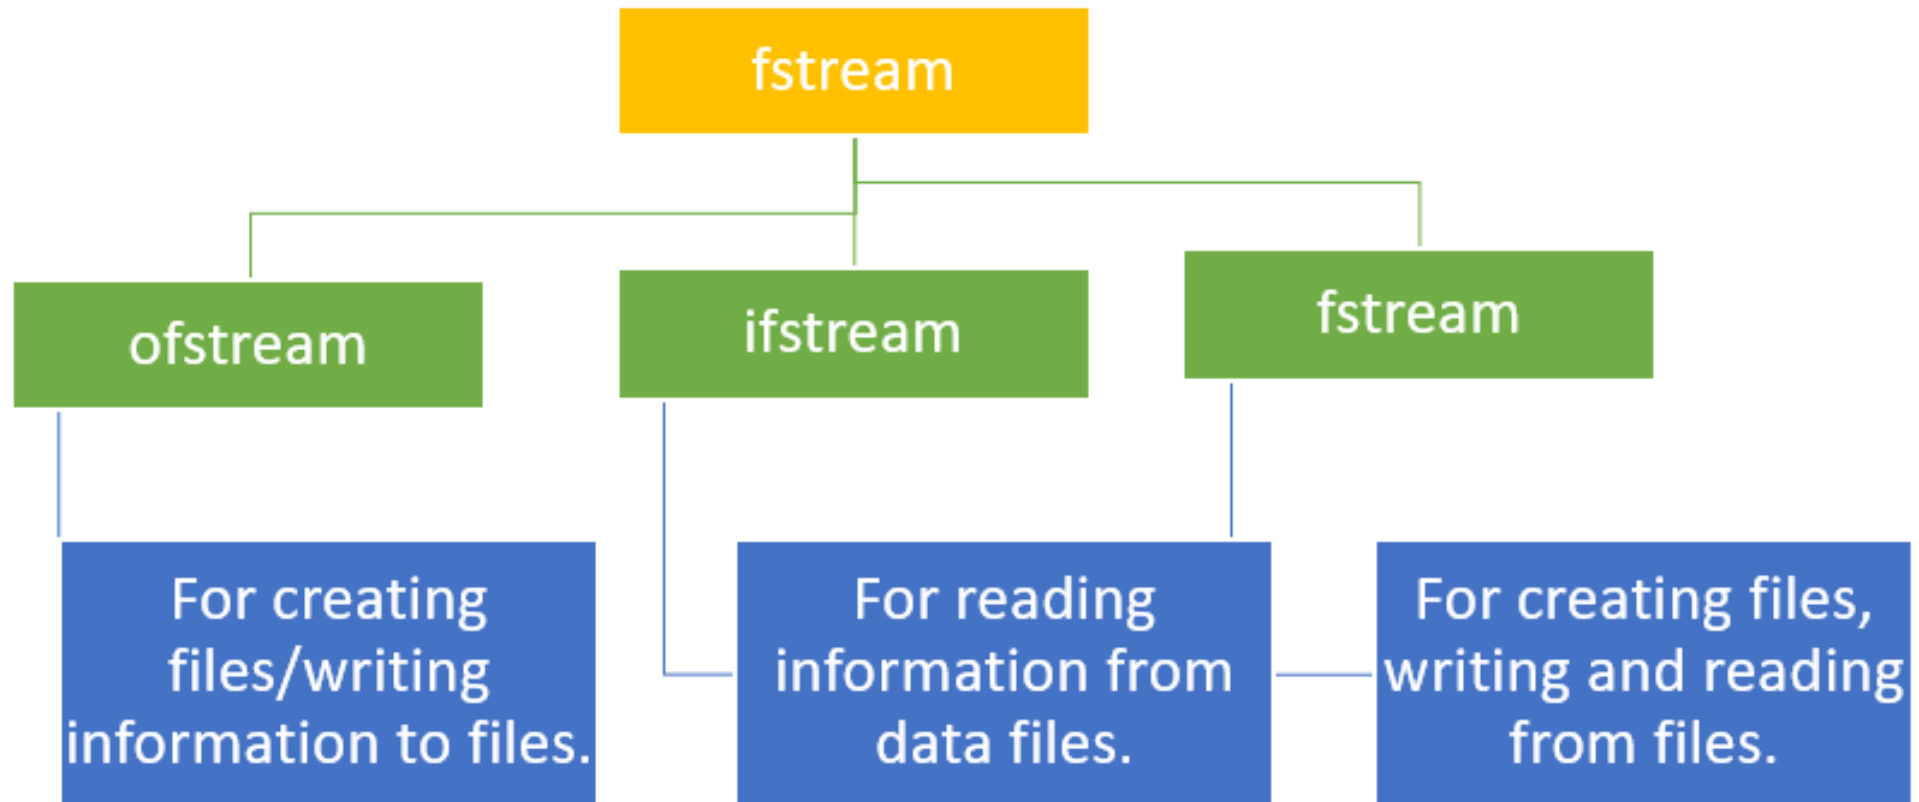 fstream
ofstream
ifstream
fstream
For creating
files/writing
information to files.
For reading
information from
data files.
For creating files,
writing and reading
from files.